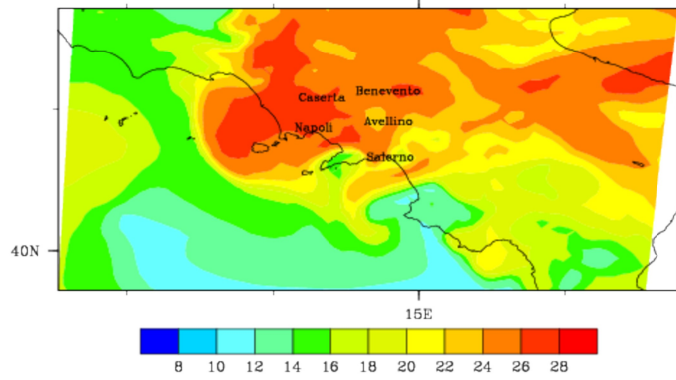 Caserta Benevento
Napoli Avellino
Salerno
40N
15E
8 10 12 14 16 18 20 22 24 26 28